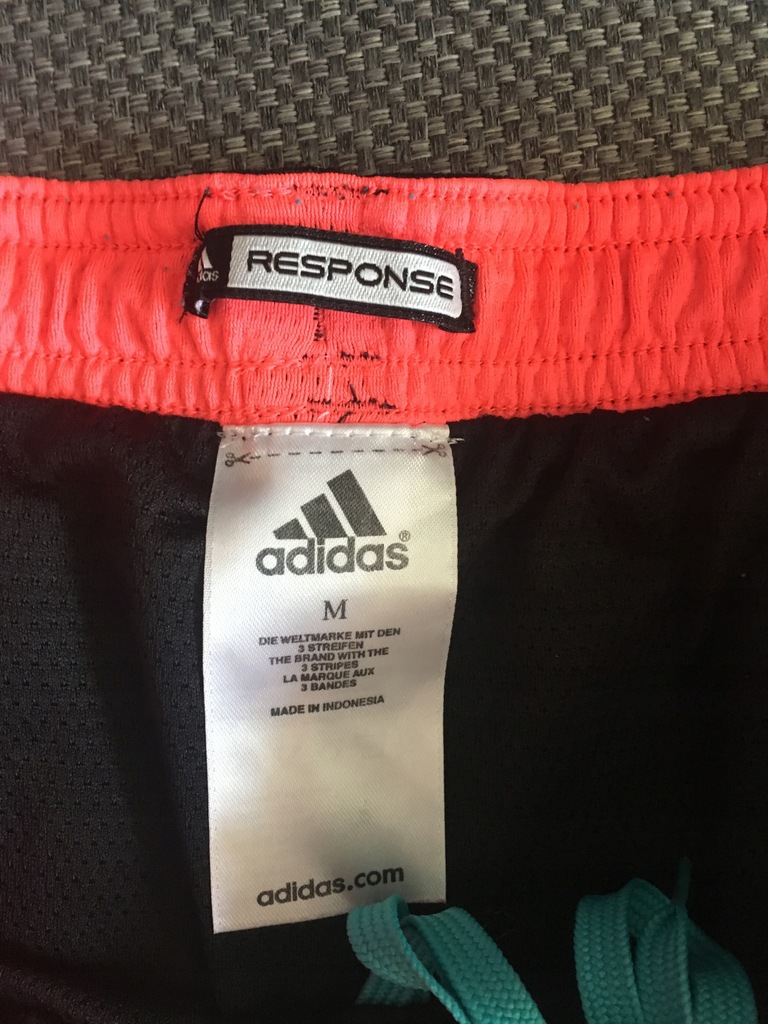 das
RESPONSE
adidas®
M
DIE WELTMARKE MIT DEN
3 STREIFEN
THE BRAND WITH THE
3 STRIPES
LA MARQUE AUX
3 BANDES
MADE IN INDONESIA
adidas.com